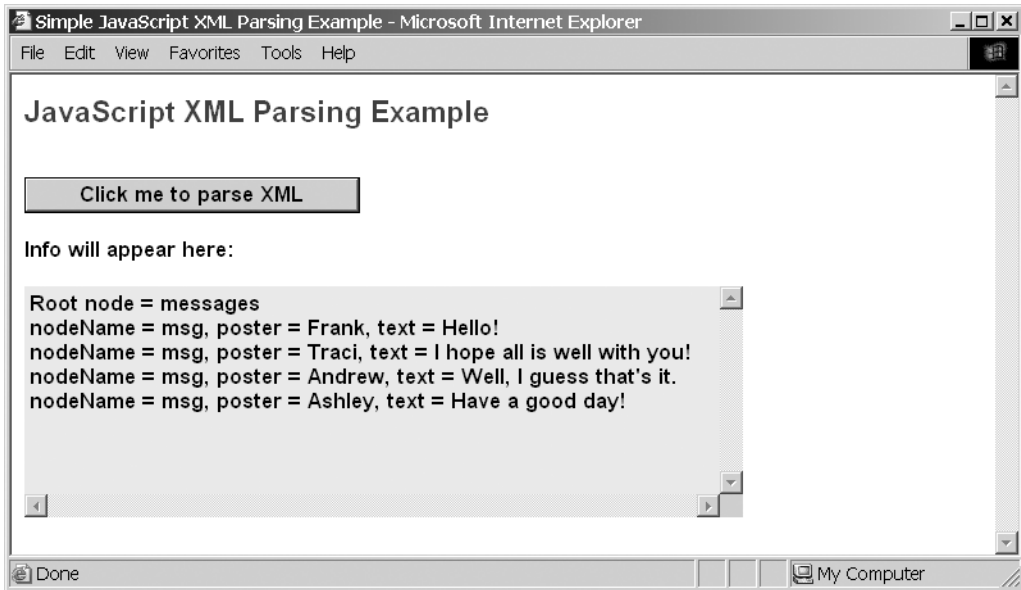 Simple JavaScript XML Parsing Example - Microsoft Internet Explorer
File Edit View Favorites Tools Help
JavaScript XML Parsing Example
Click me to parse XML
Info will appear here:
Root node = messages
nodeName = msg, poster = Frank, text = Hello!
nodeName = msg, poster = Traci, text = I hope all is well with you!
nodeName = msg, poster = Andrew, text = Well, I guess that's it.
nodeName = msg, poster = Ashley, text = Have a good day!
Done
My Computer